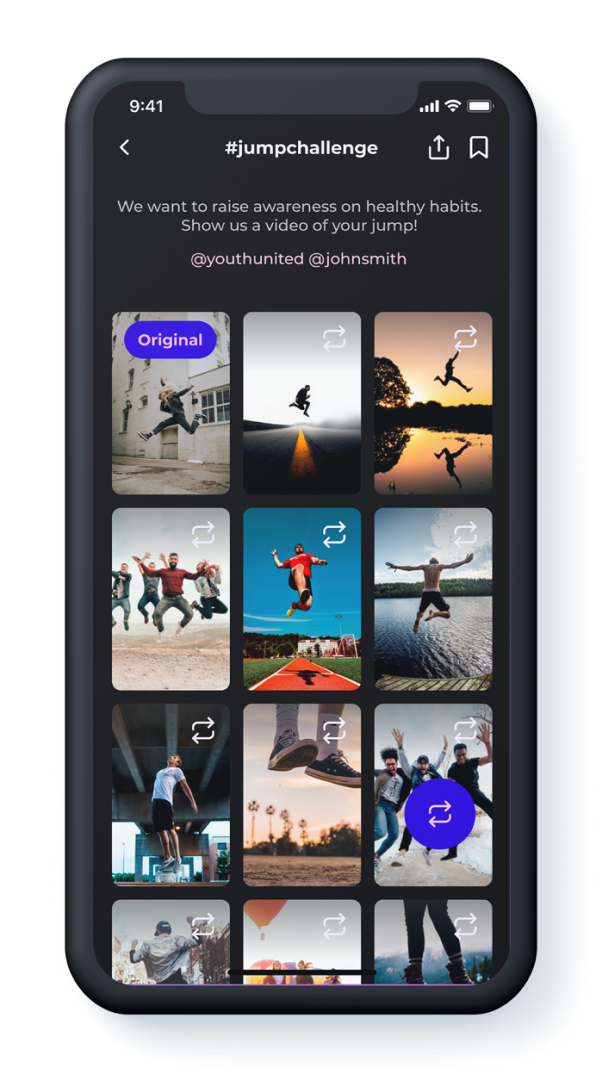 9:41
#jumpchallenge
We want to raise awareness on healthy habits.
Show us a video of your jump!
@youthunited @johnsmith
Original